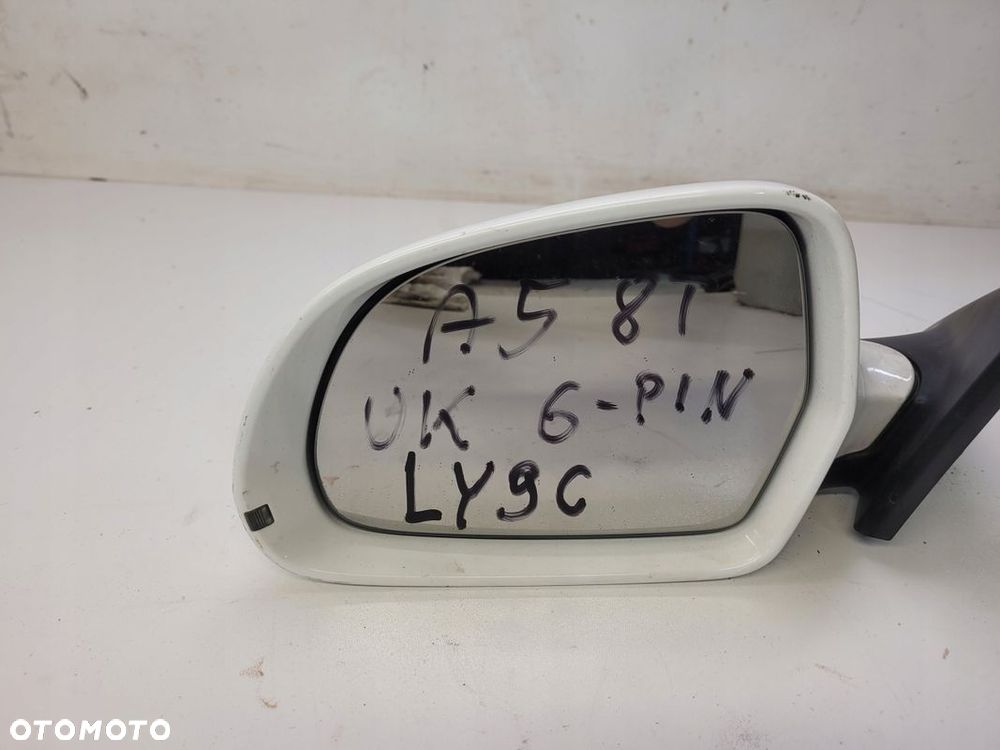 A5 8T
UK 6-PIN
LY9C
OTOMOTO